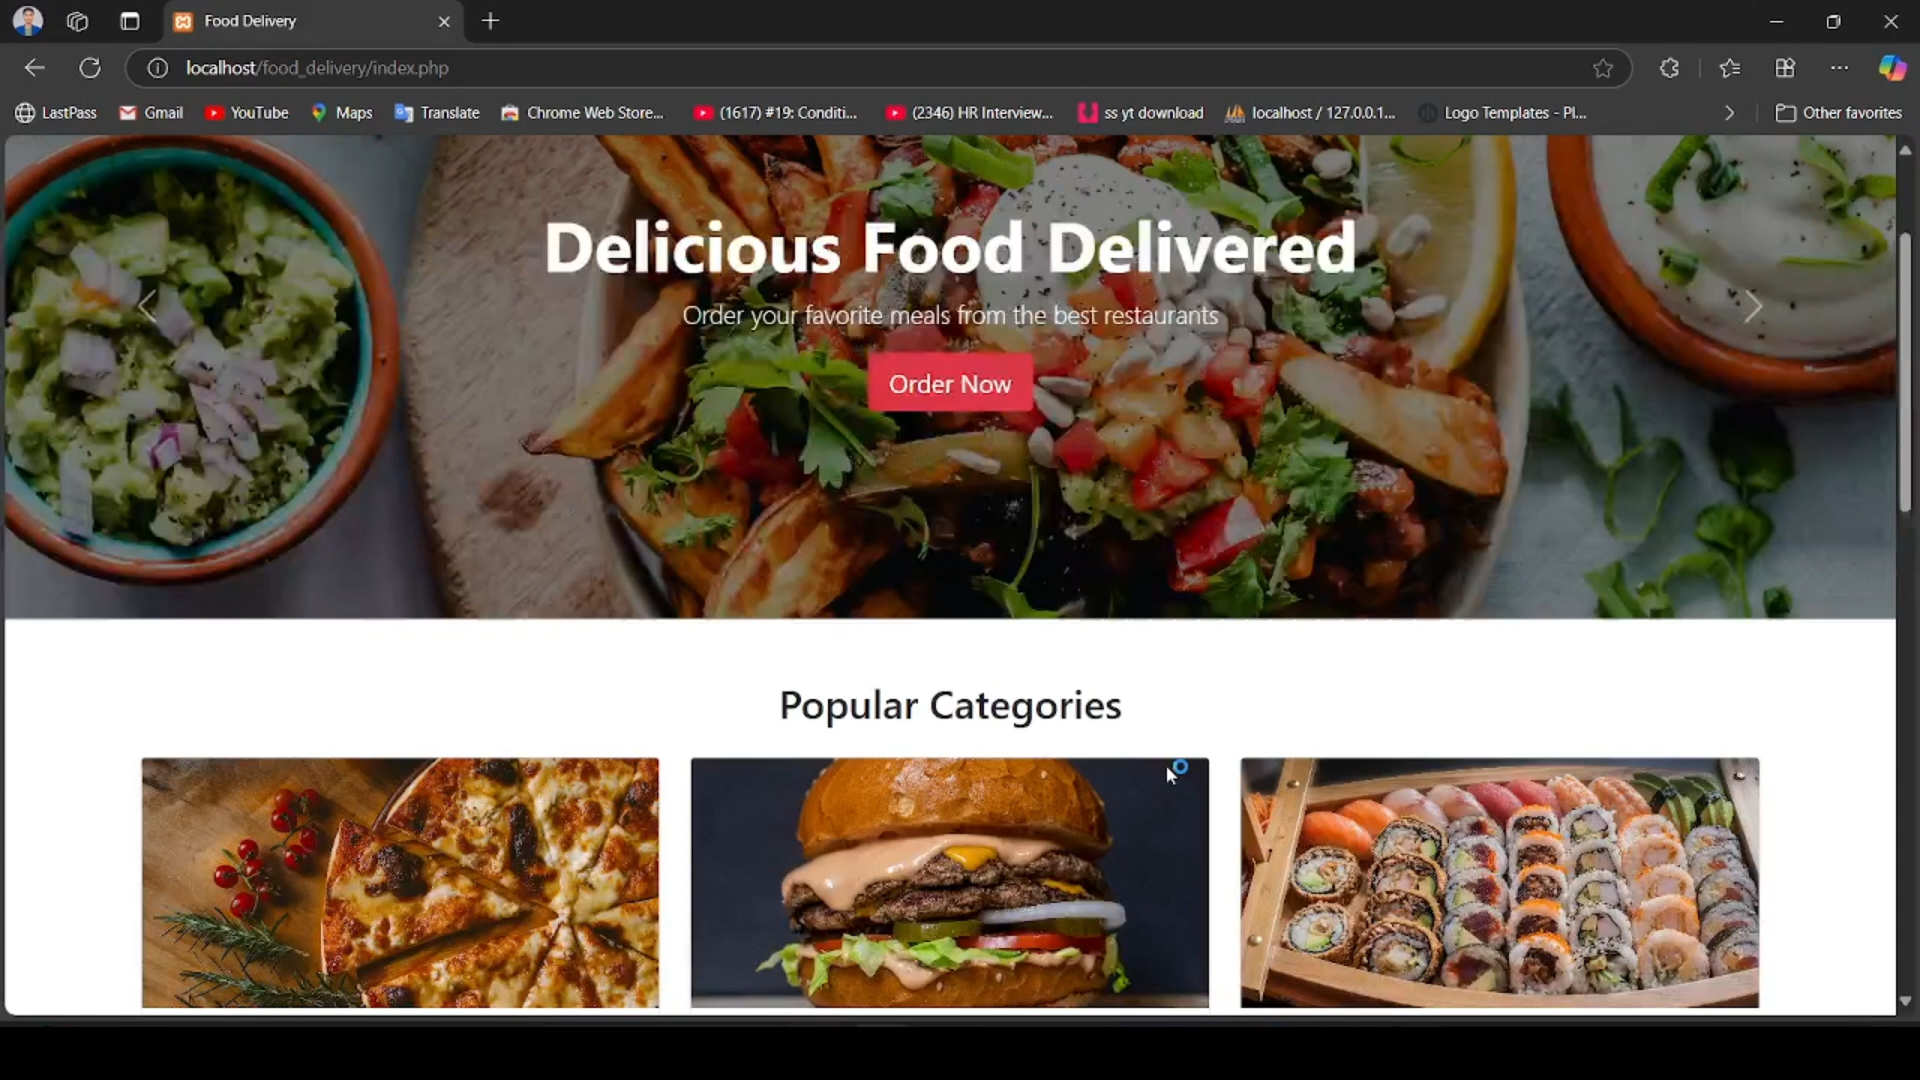 Food Delivery
localhost/food_delivery/index.php
LastPass Gmail YouTube Maps Translate Chrome Web Store... (1617) #19: Conditi... (2346) HR Interview... ss yt download localhost / 127.0.0.1... Logo Templates - Pl... Other favorites
Delicious Food Delivered
Order your favorite meals from the best restaurants
Order Now
Popular Categories